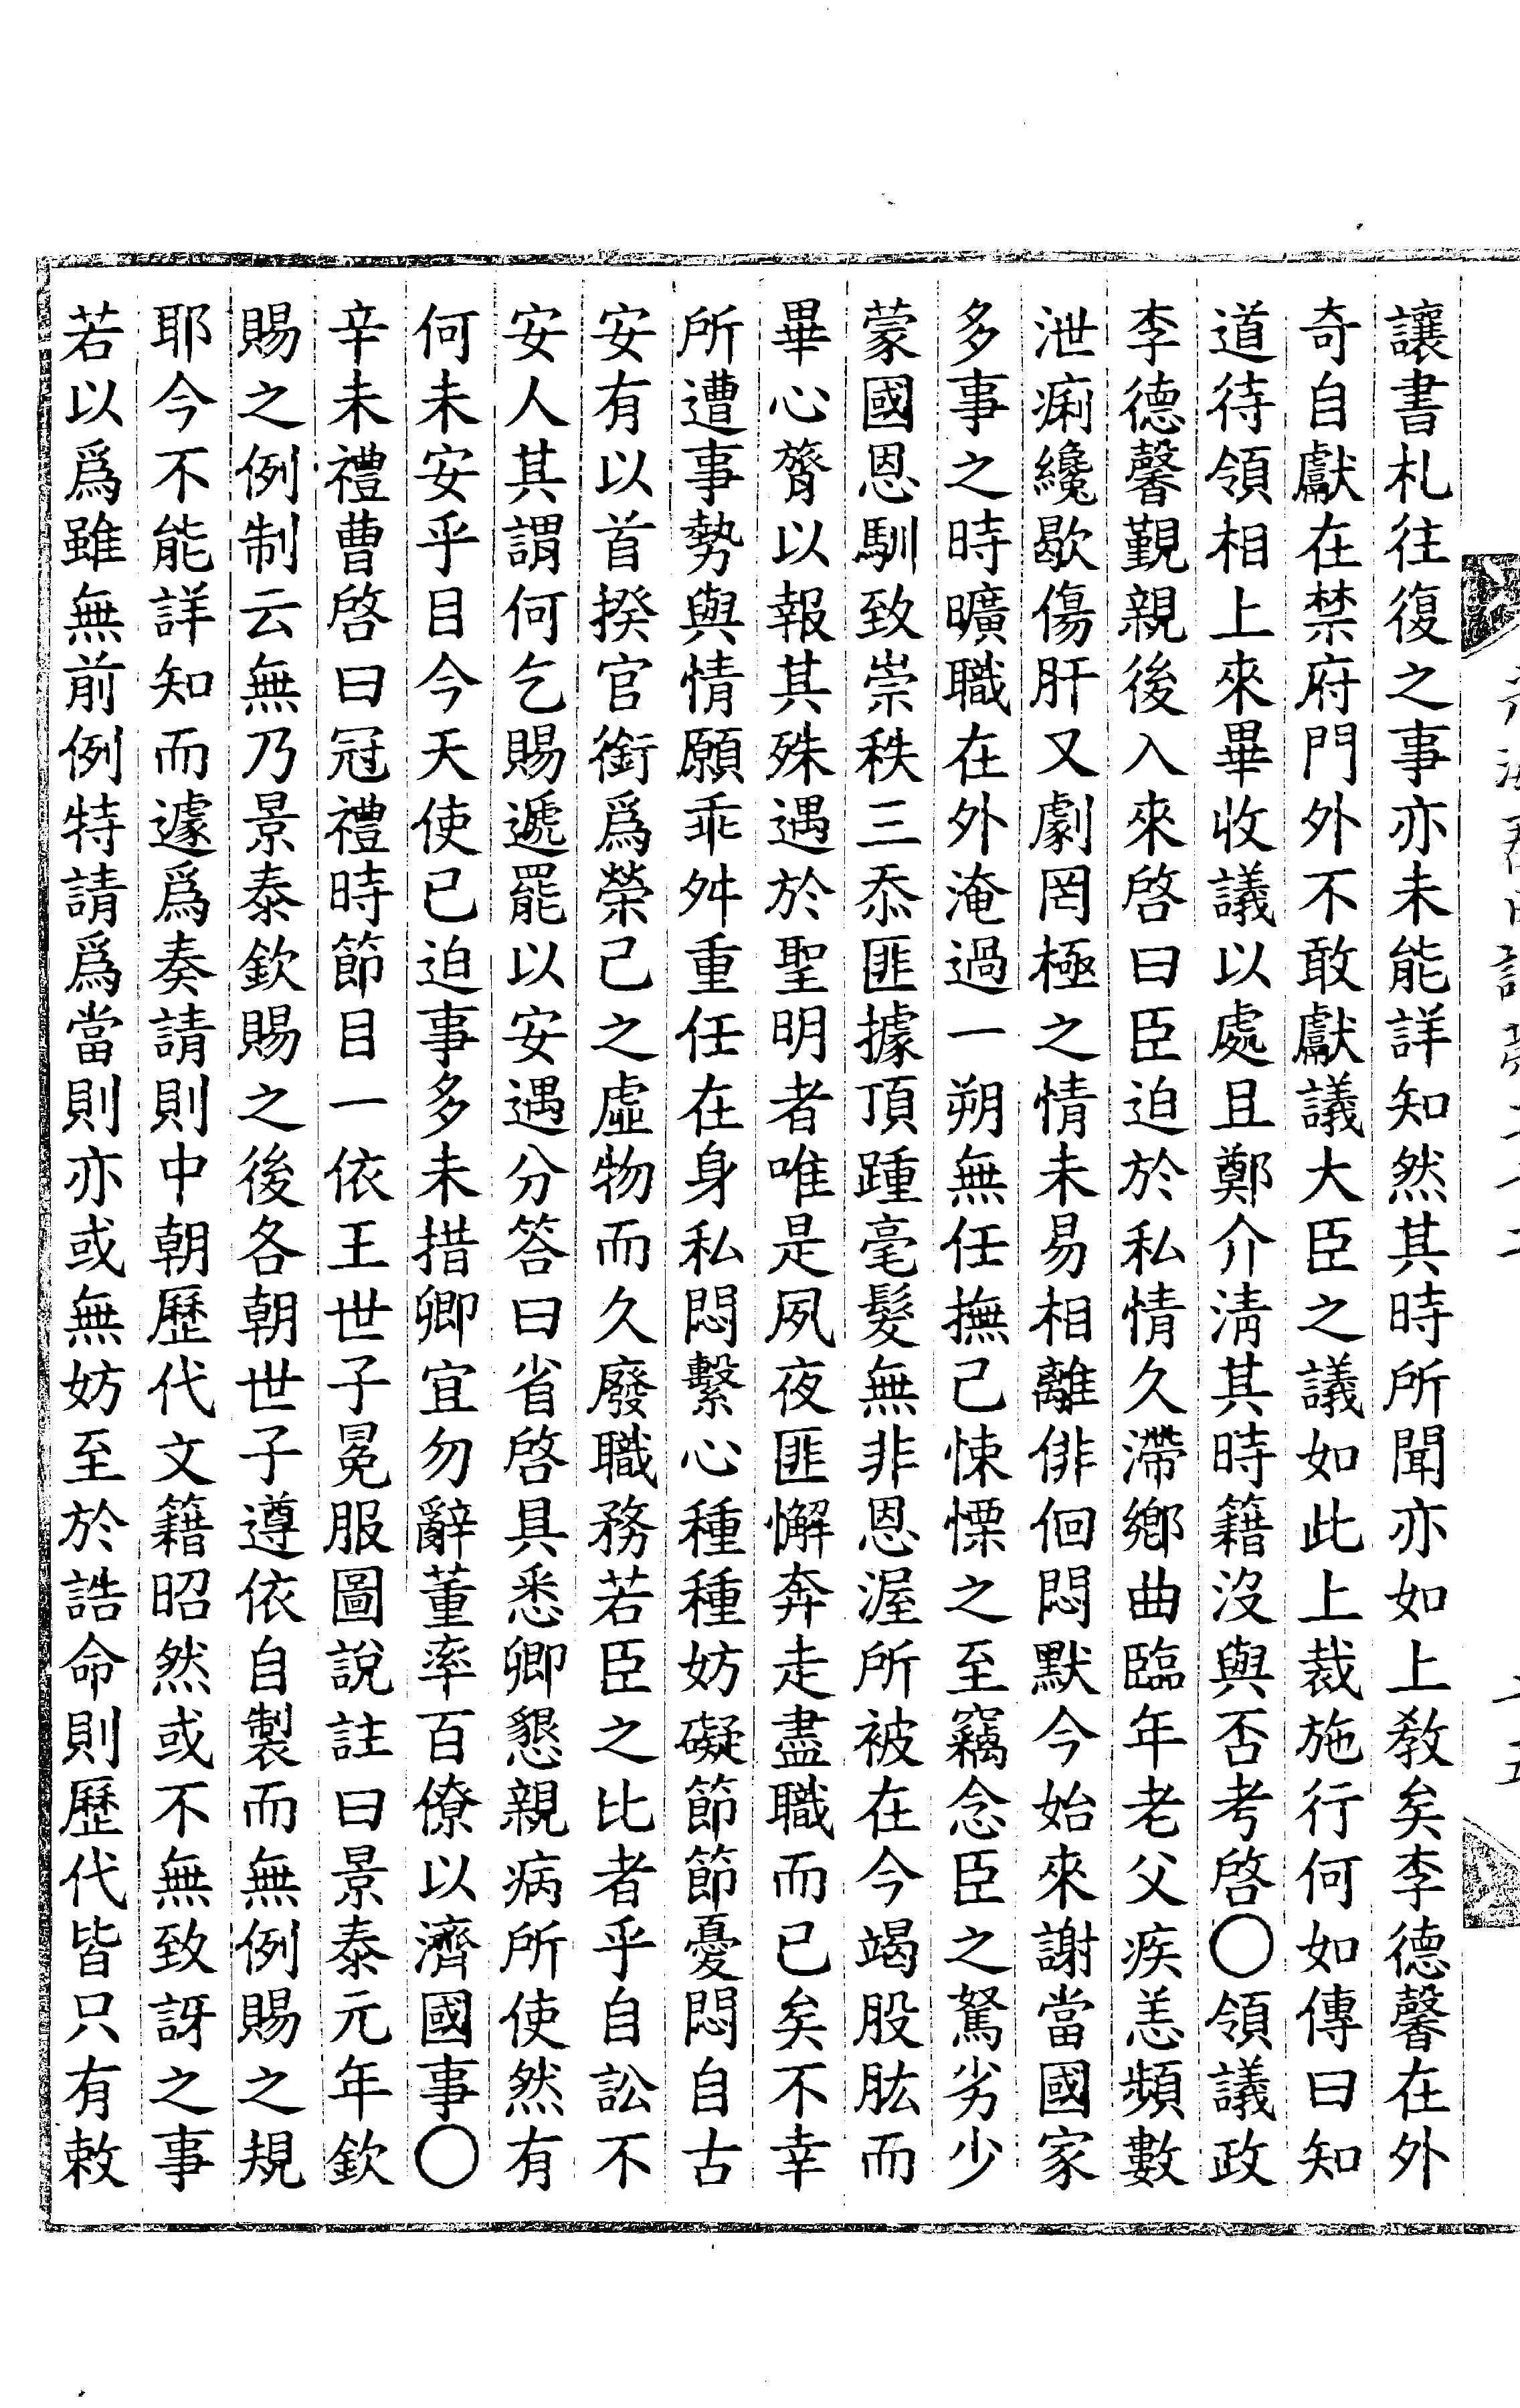 讓書札往復之事亦未能詳知然其時所聞亦如上敎矣李德馨在外
奇自獻在禁府門外不敢獻議大臣之議如此上裁施行何如傳曰知
道待領相上來畢收議以處且鄭介淸其時籍沒與否考啓○領議政
李德馨覲親後入來啓曰臣迫於私情久滯鄕曲臨年老父疾恙頻數
泄痢纔歇傷肝又劇罔極之情未易相離俳佪悶默今始來謝當國家
多事之時曠職在外淹過一朔無任撫己悚慄之至竊念臣之駑劣少
蒙國恩馴致崇秩三忝匪據頂踵毫髮無非恩渥所被在今竭股肱而
畢心膂以報其殊遇於聖明者唯是夙夜匪懈奔走盡職而已矣不幸
所遭事勢與情願乖舛重任在身私悶繫心種種妨礙節節憂悶自古
安有以首揆官銜爲榮己之虛物而久廢職務若臣之比者乎自訟不
安人其謂何乞賜遞罷以安遇分答曰省啓具悉卿懇親病所使然有
何未安乎目今天使已迫事多未措卿宜勿辭董率百僚以濟國事○
辛未禮曹啓曰冠禮時節目一依王世子冕服圖說註曰景泰元年欽
賜之例制云無乃景泰欽賜之後各朝世子遵依自製而無例賜之規
耶今不能詳知而遽爲奏請則中朝歷代文籍昭然或不無致訝之事
若以爲雖無前例特請爲當則亦或無妨至於誥命則歷代皆只有敕